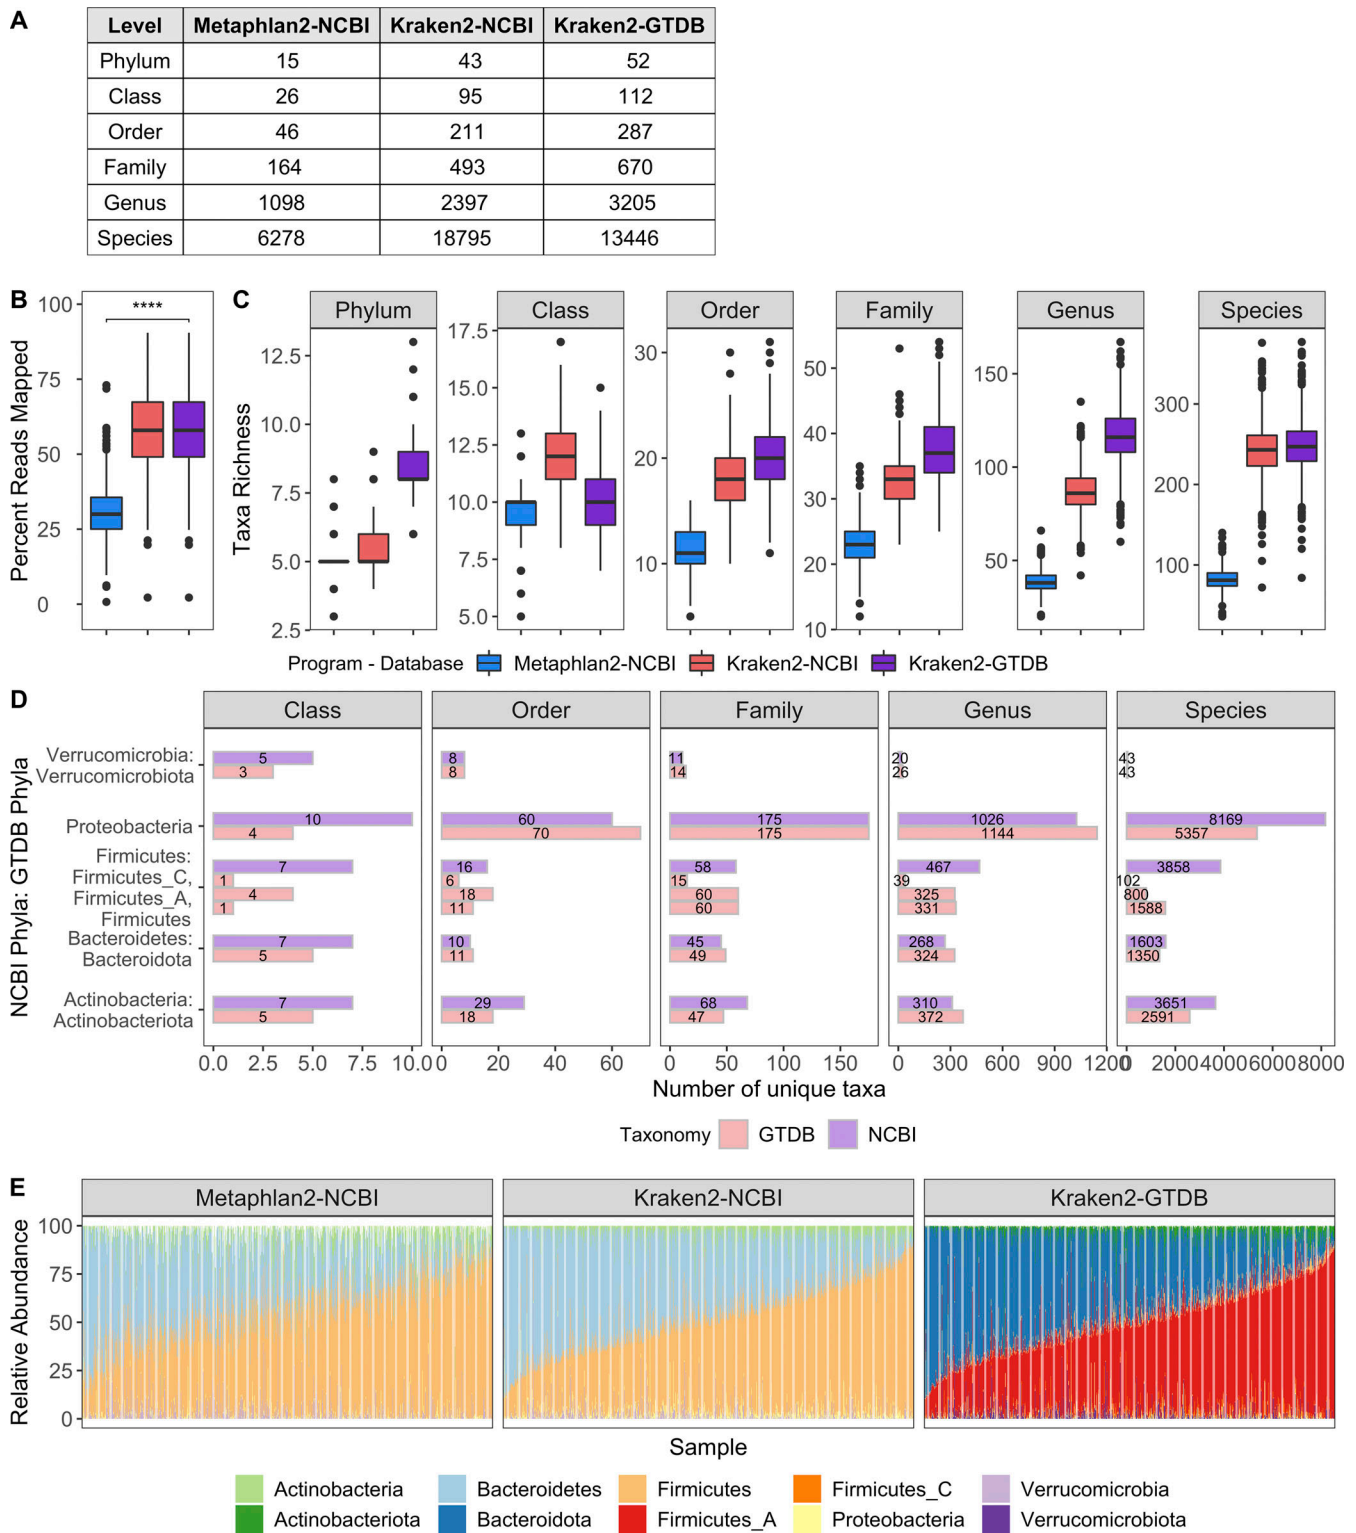 A
Level Metaphlan2-NCBI Kraken2-NCBI Kraken2-GTDB
Phylum 15 43 52
Class 26 95 112
Order 46 211 287
Family 164 493 670
Genus 1098 2397 3205
Species 6278 18795 13446
B
Percent Reads Mapped
100
75
50
25
0
****
C
Taxa Richness
Phylum
12.5
10.0
7.5
5.0
2.5
Class
17.5
15.0
12.5
10.0
7.5
5.0
Order
30
20
10
Family
50
40
30
20
10
Genus
150
100
50
Species
300
200
100
Program - Database Metaphlan2-NCBI Kraken2-NCBI Kraken2-GTDB
D
NCBI Phyla: GTDB Phyla
Class Order Family Genus Species
Verrucomicrobia:
Verrucomicrobiota
5 8 11 20 43
3 8 14 26 43
Proteobacteria
10 60 175 1026 8169
4 70 175 1144 5357
Firmicutes:
Firmicutes_C,
Firmicutes_A,
Firmicutes
7 16 58 467 3858
1 6 15 39 102
4 18 60 325 800
1 11 60 331 1588
Bacteroidetes:
Bacteroidota
7 10 45 268 1603
5 11 49 324 1350
Actinobacteria:
Actinobacteriota
7 29 68 310 3651
5 18 47 372 2591
0.0 2.5 5.0 7.5 10.0 0 20 40 60 0 50 100 150 0 300 600 900 1200 0 2000 4000 6000 8000
Number of unique taxa
Taxonomy GTDB NCBI
E
Metaphlan2-NCBI Kraken2-NCBI Kraken2-GTDB
Relative Abundance
100
75
50
25
0
Sample
Actinobacteria Bacteroidetes Firmicutes Firmicutes_C Verrucomicrobia
Actinobacteriota Bacteroidota Firmicutes_A Proteobacteria Verrucomicrobiota